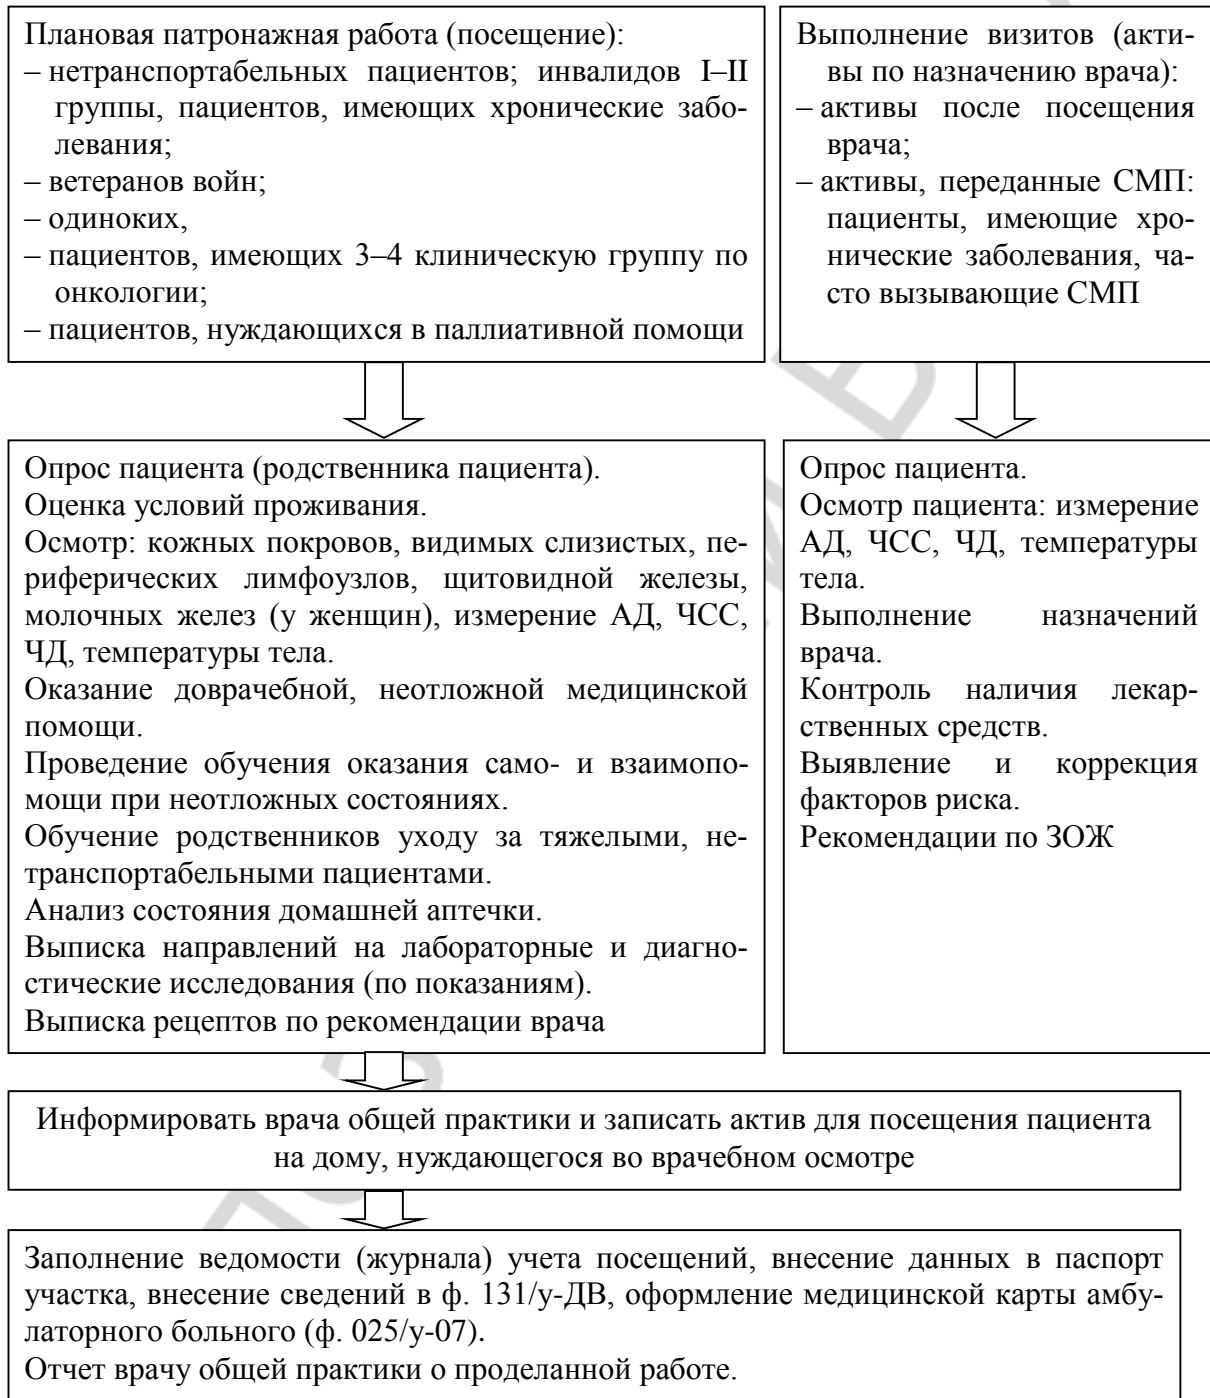 Плановая патронажная работа (посещение):
– нетранспортабельных пациентов; инвалидов I–II
группы, пациентов, имеющих хронические забо-
левания;
– ветеранов войн;
– одиноких,
– пациентов, имеющих 3–4 клиническую группу по
онкологии;
– пациентов, нуждающихся в паллиативной помощи
Выполнение визитов (акти-
вы по назначению врача):
– активы после посещения
врача;
– активы, переданные СМП:
пациенты, имеющие хро-
нические заболевания, ча-
сто вызывающие СМП
Опрос пациента (родственника пациента).
Оценка условий проживания.
Осмотр: кожных покровов, видимых слизистых, пе-
риферических лимфоузлов, щитовидной железы,
молочных желез (у женщин), измерение АД, ЧСС,
ЧД, температуры тела.
Оказание доврачебной, неотложной медицинской
помощи.
Проведение обучения оказания само- и взаимопо-
мощи при неотложных состояниях.
Обучение родственников уходу за тяжелыми, не-
транспортабельными пациентами.
Анализ состояния домашней аптечки.
Выписка направлений на лабораторные и диагно-
стические исследования (по показаниям).
Выписка рецептов по рекомендации врача
Опрос пациента.
Осмотр пациента: измерение
АД, ЧСС, ЧД, температуры
тела.
Выполнение назначений
врача.
Контроль наличия лекар-
ственных средств.
Выявление и коррекция
факторов риска.
Рекомендации по ЗОЖ
Информировать врача общей практики и записать актив для посещения пациента
на дому, нуждающегося во врачебном осмотре
Заполнение ведомости (журнала) учета посещений, внесение данных в паспорт
участка, внесение сведений в ф. 131/у-ДВ, оформление медицинской карты амбу-
латорного больного (ф. 025/у-07).
Отчет врачу общей практики о проделанной работе.